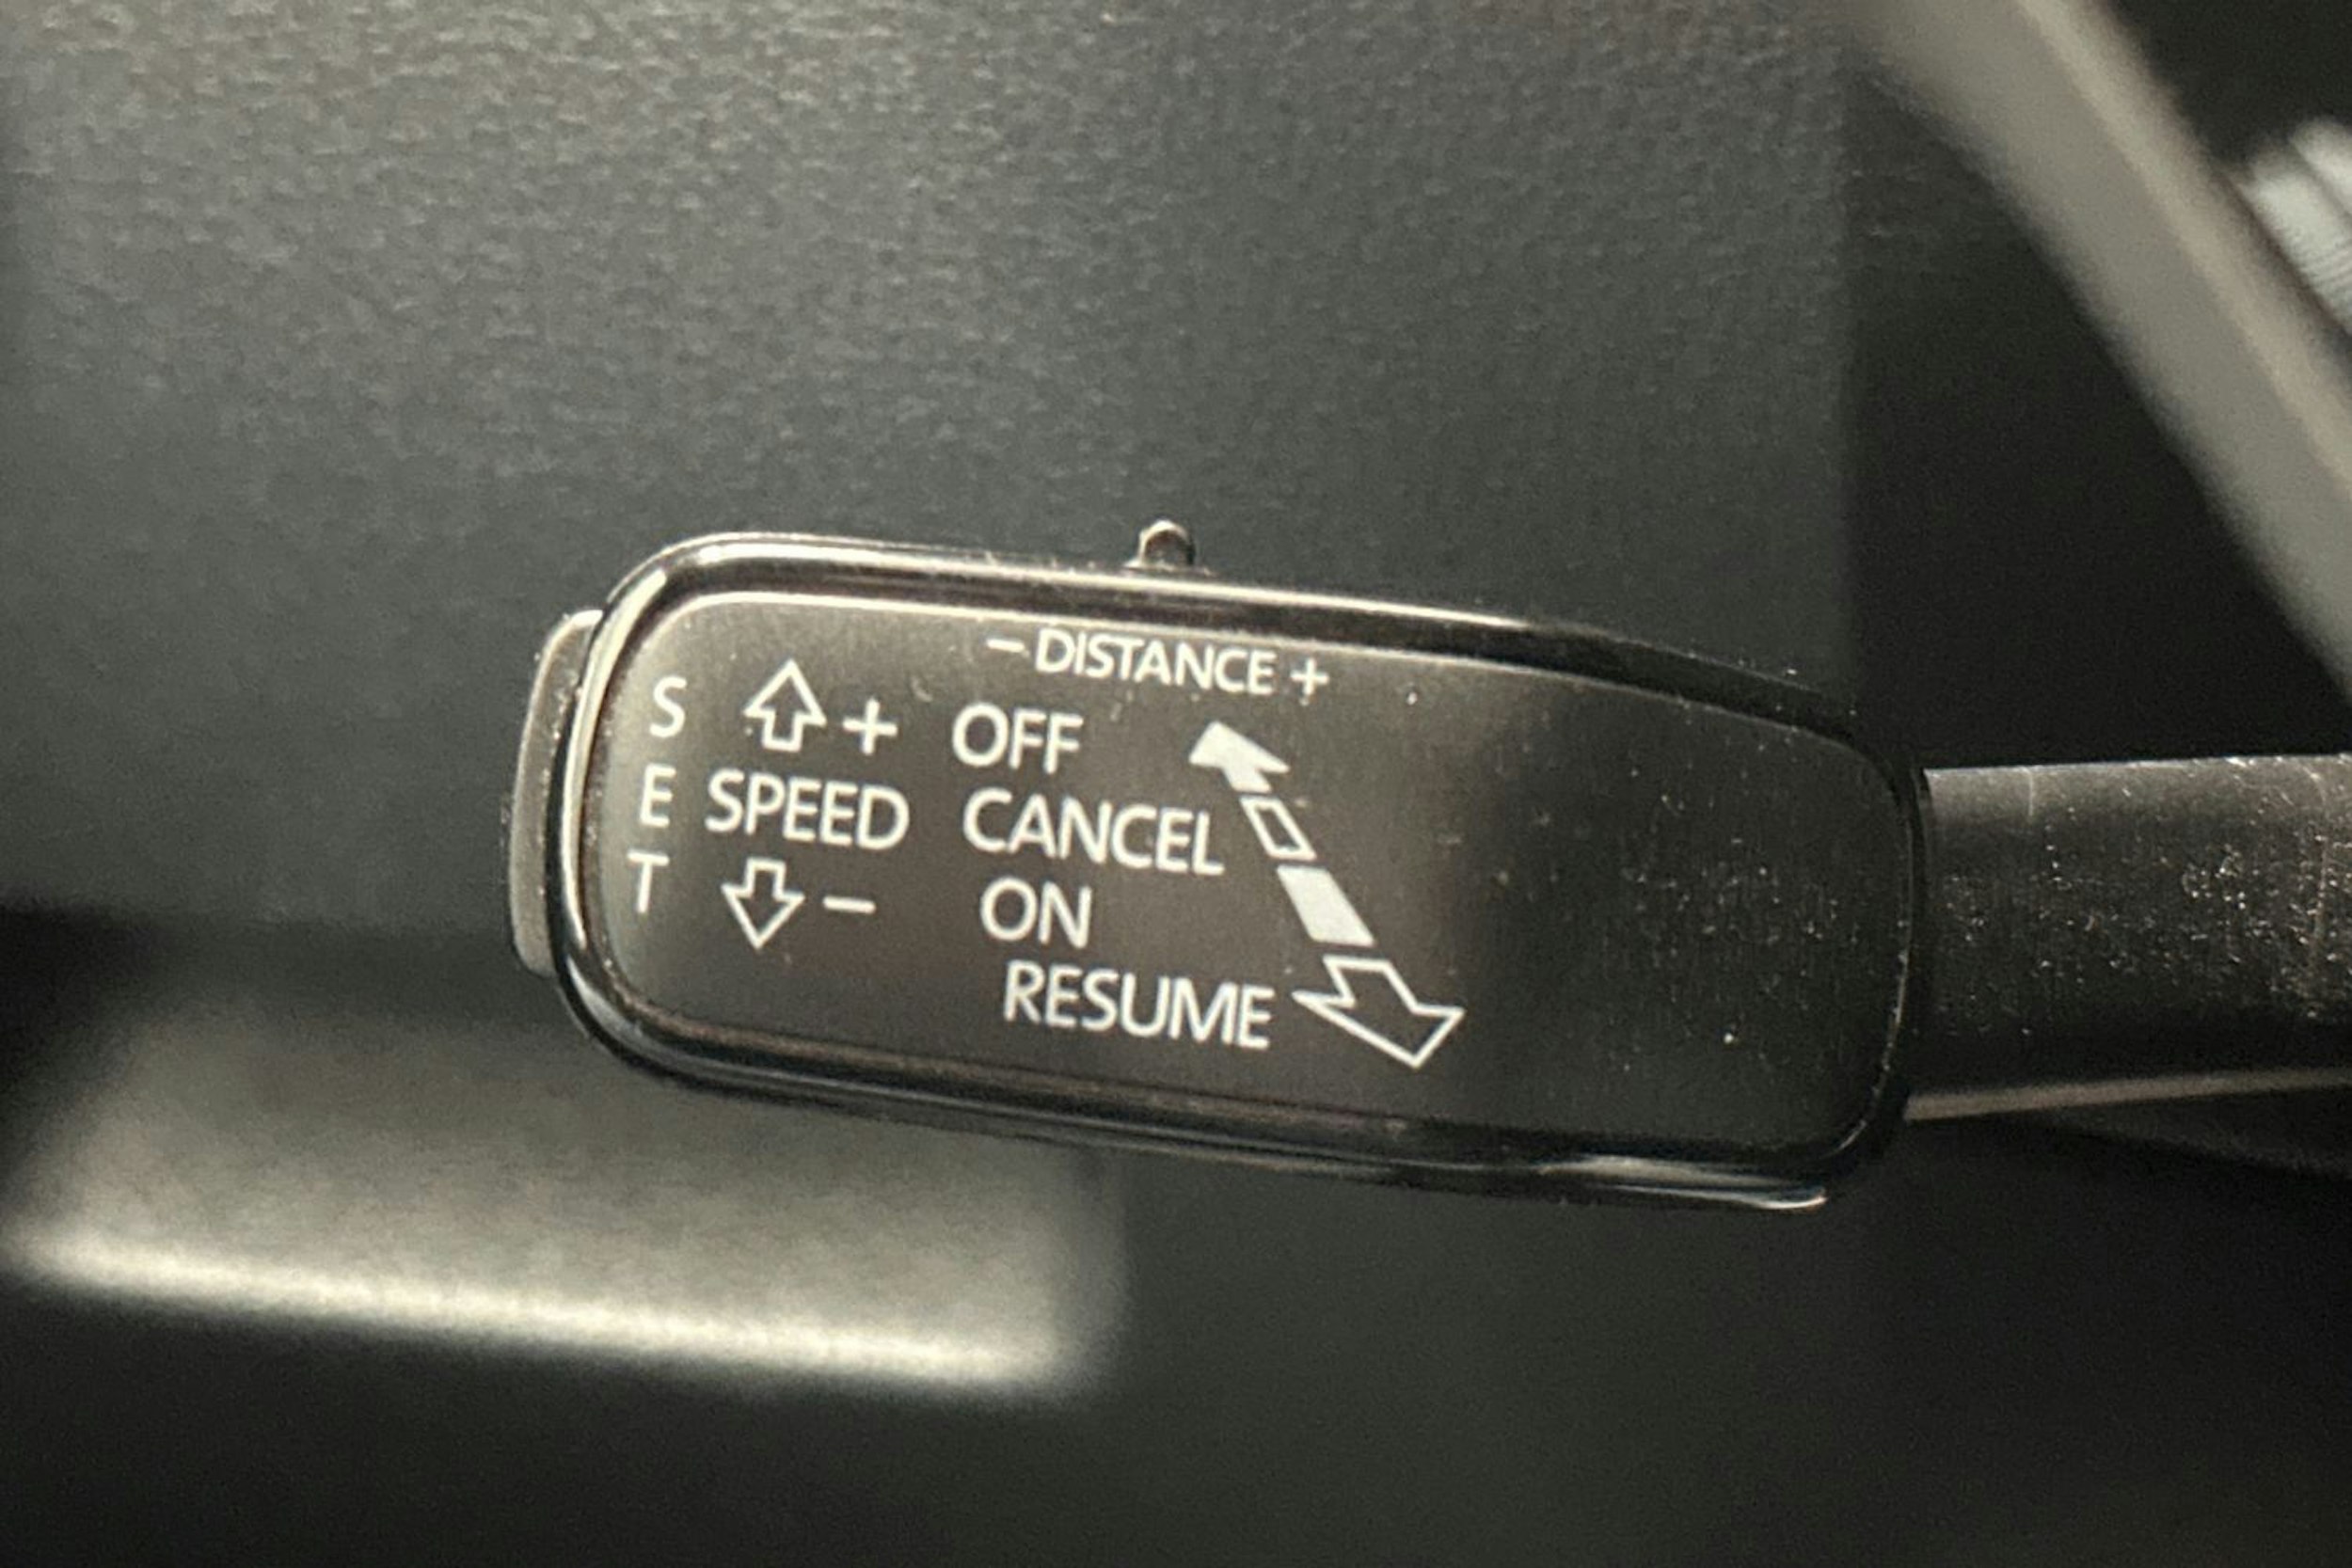 – DISTANCE +
S + OFF
E SPEED CANCEL
T – ON
RESUME